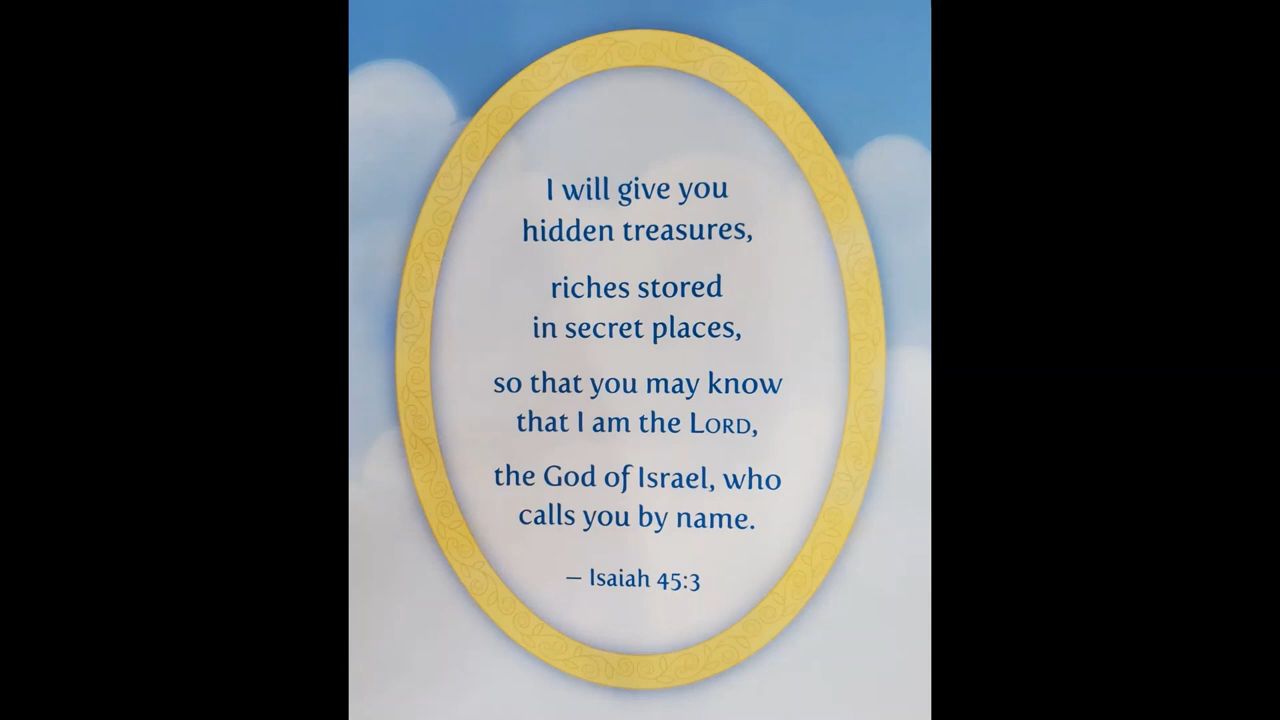 I will give you
hidden treasures,
riches stored
in secret places,
so that you may know
that I am the LORD,
the God of Israel, who
calls you by name.
– Isaiah 45:3